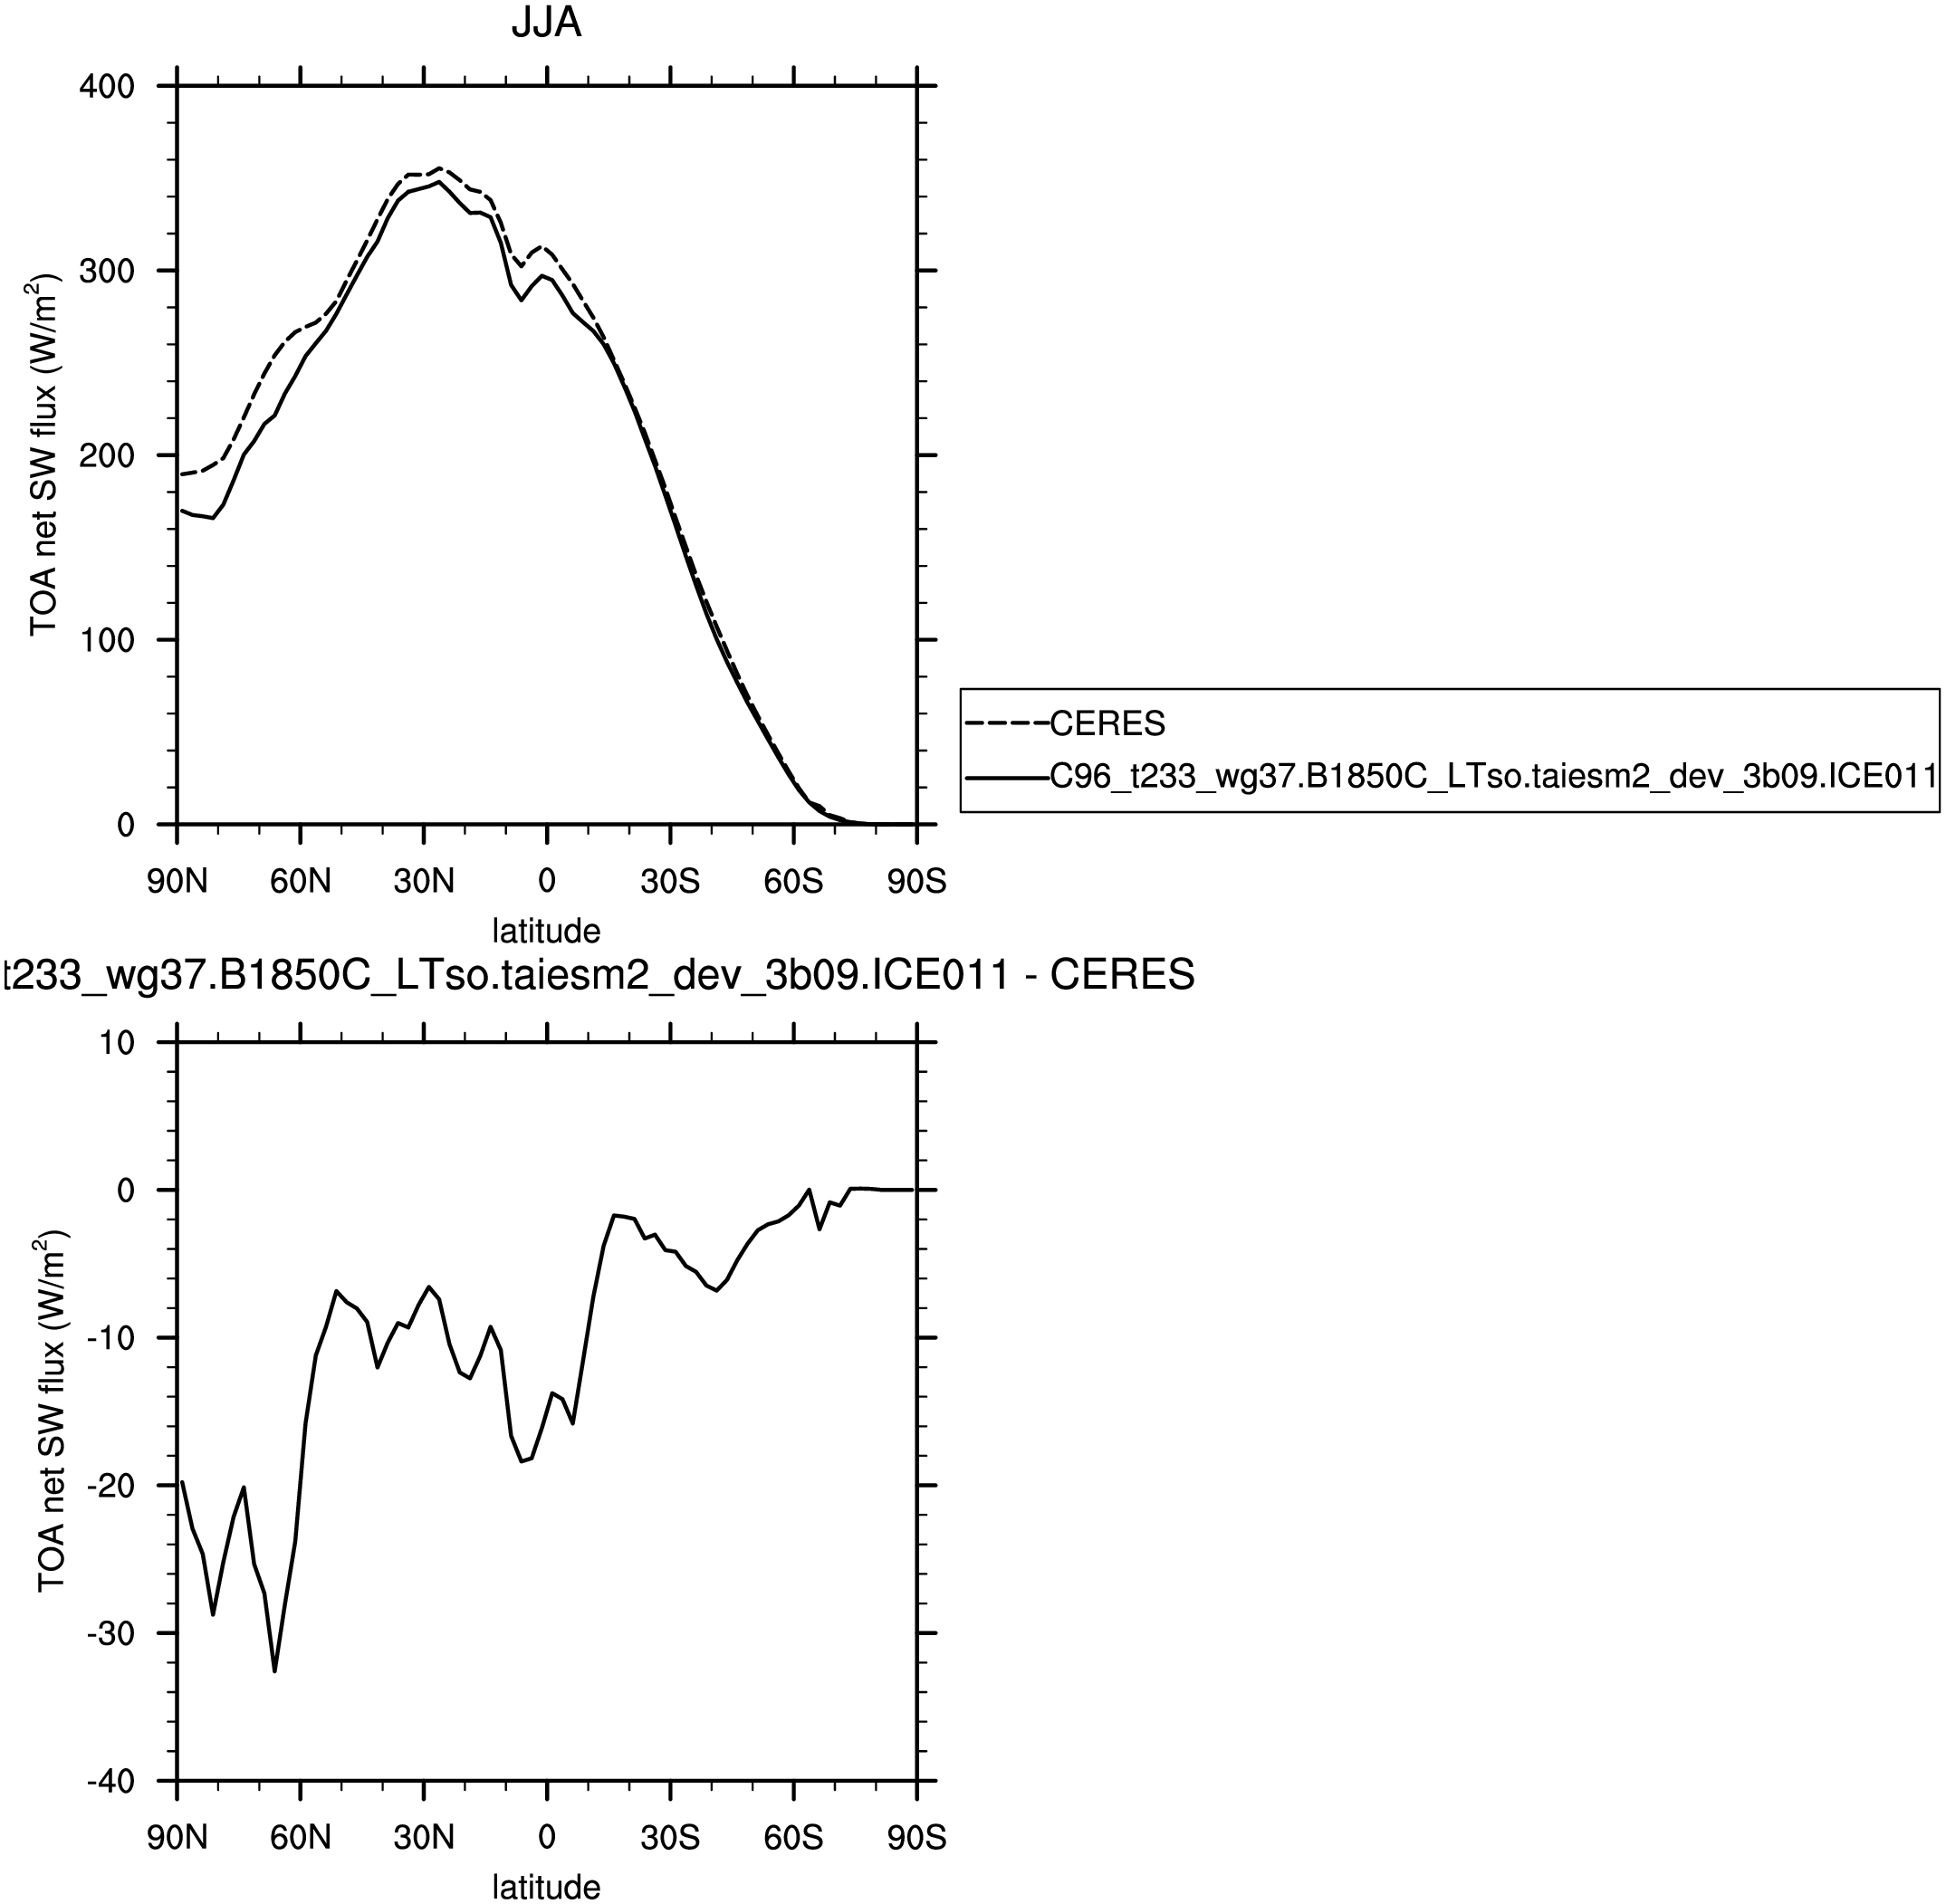 JJA
400
300
200
100
0
TOA net SW flux (W/m²)
90N 60N 30N 0 30S 60S 90S
latitude
CERES
C96_t233_wg37.B1850C_LTso.taiesm2_dev_3b09.ICE011
t233_wg37.B1850C_LTso.taiesm2_dev_3b09.ICE011 - CERES
10
0
-10
-20
-30
-40
TOA net SW flux (W/m²)
90N 60N 30N 0 30S 60S 90S
latitude